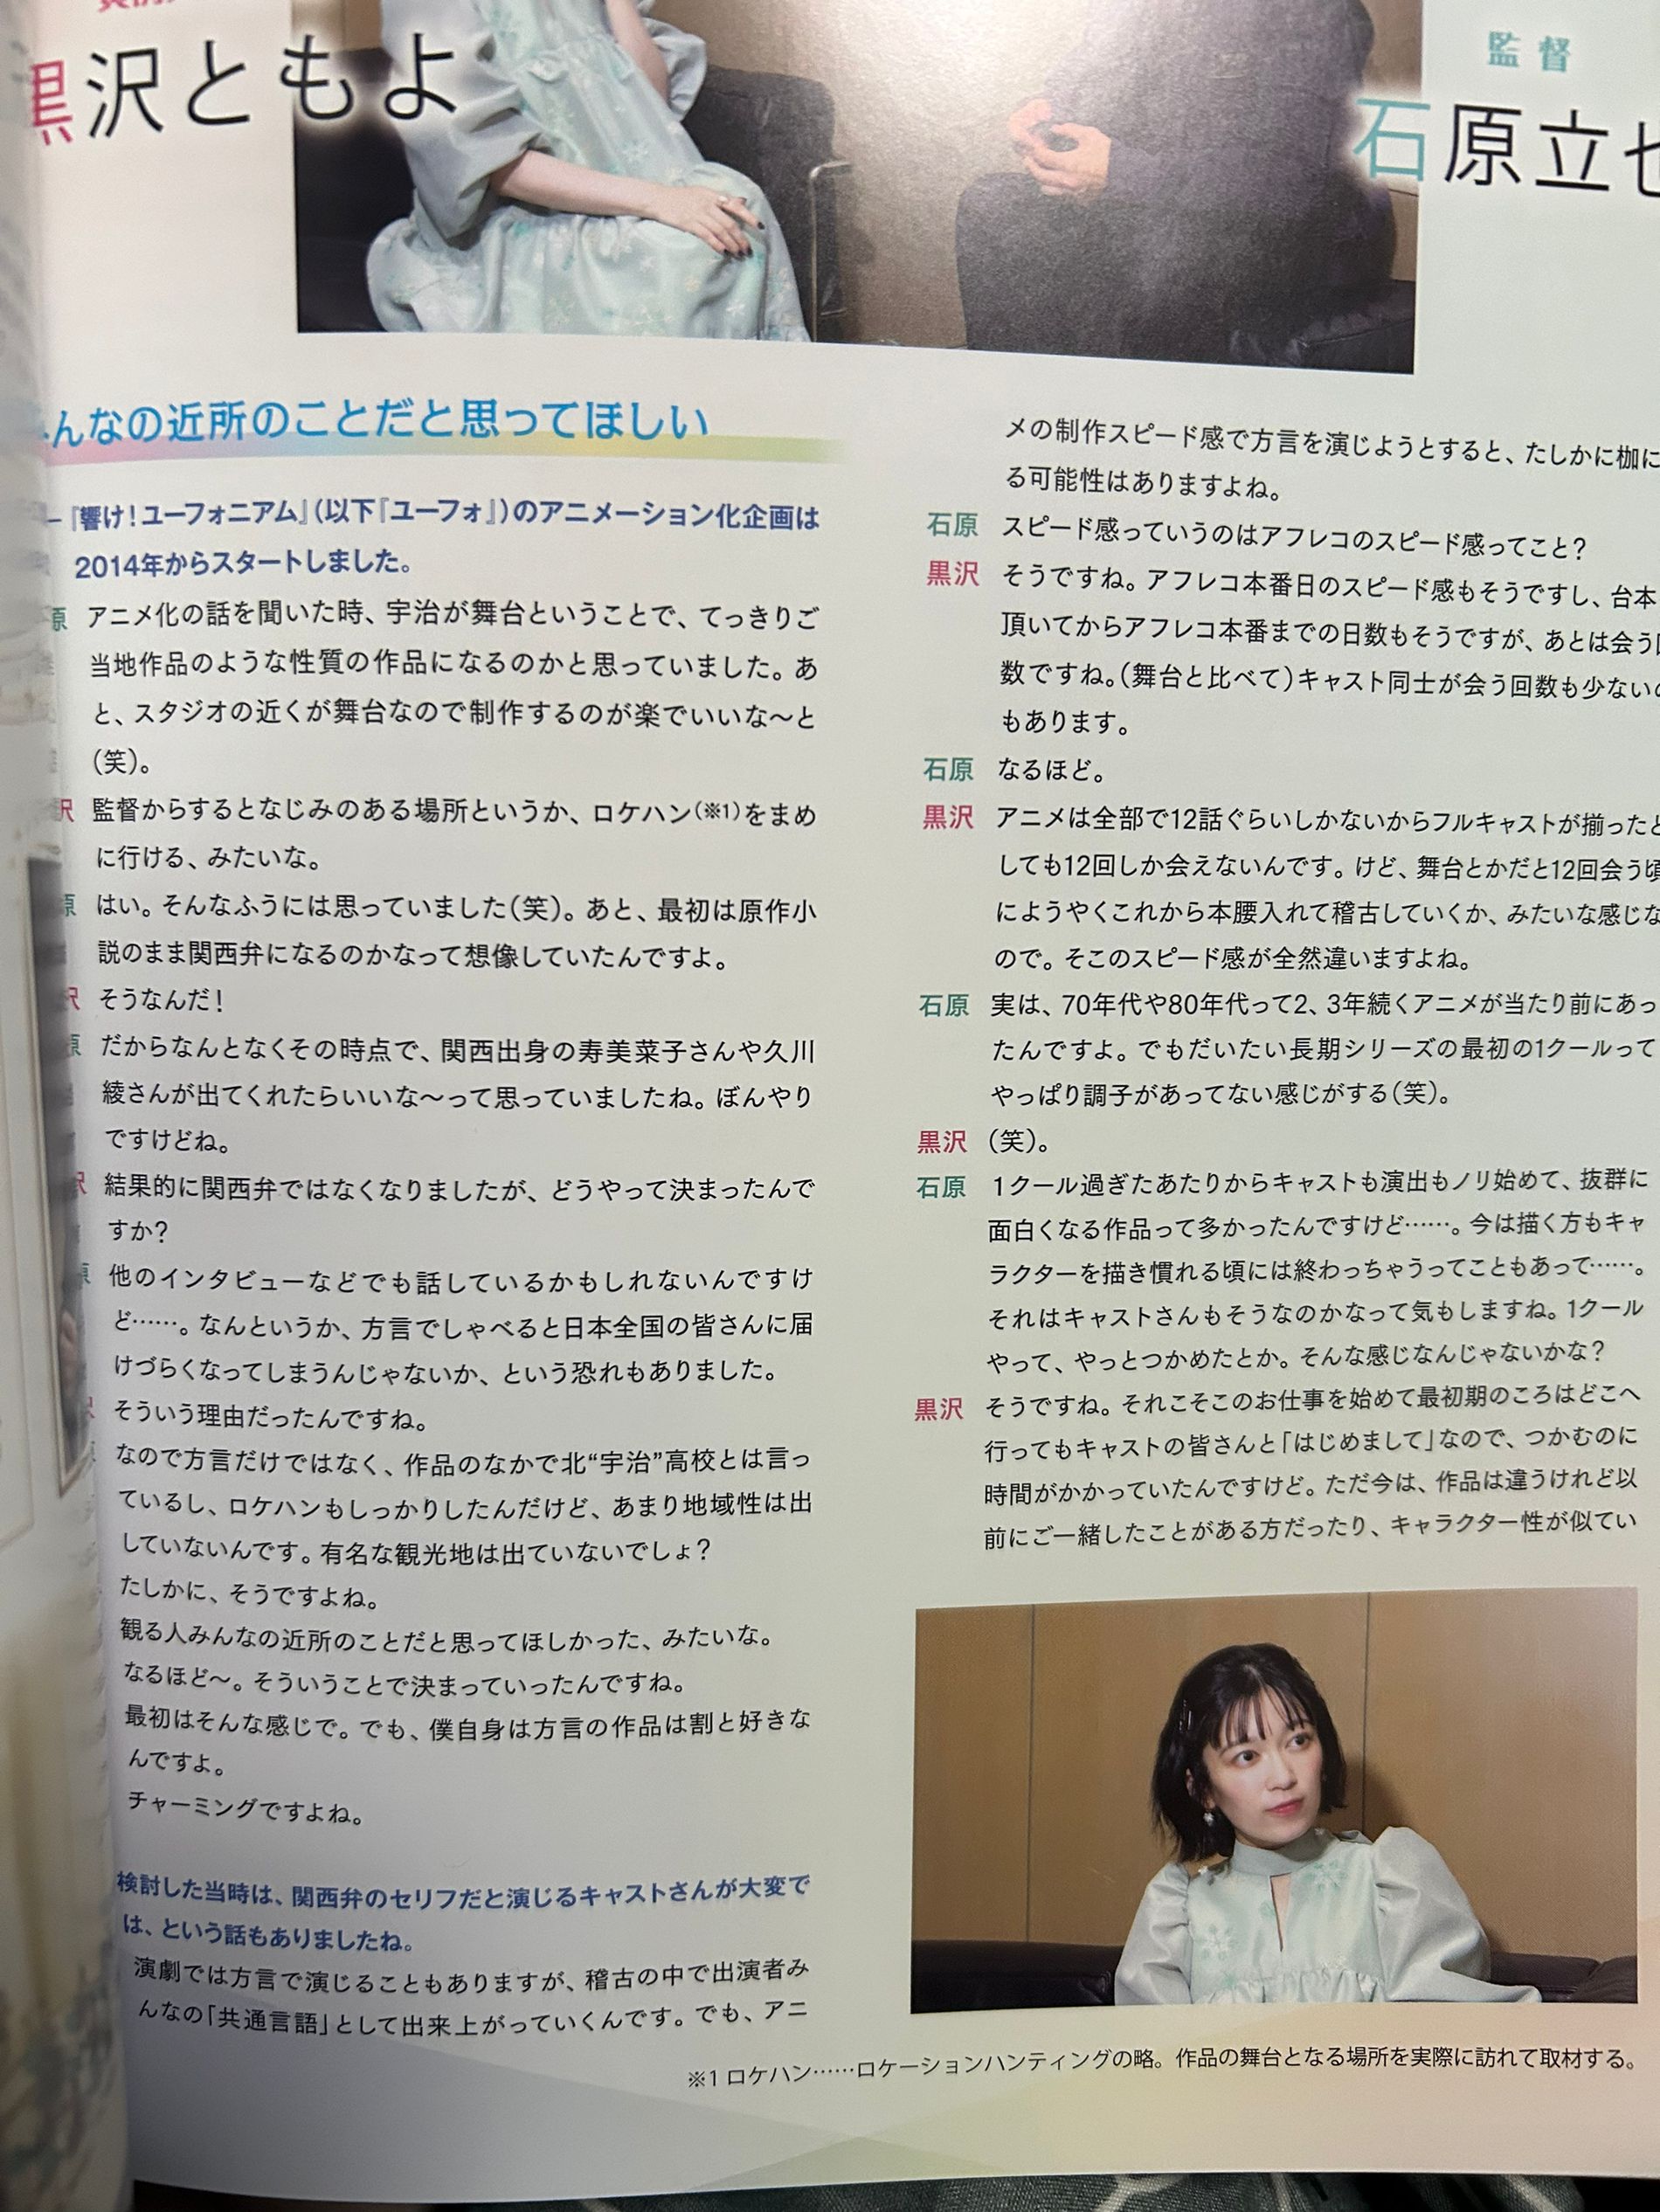 黒沢ともよ
監督
石原立也
んなの近所のことだと思ってほしい
『響け！ユーフォニアム』（以下『ユーフォ』）のアニメーション化企画は
2014年からスタートしました。
原 アニメ化の話を聞いた時、宇治が舞台ということで、てっきりご
当地作品のような性質の作品になるのかと思っていました。あ
と、スタジオの近くが舞台なので制作するのが楽でいいな〜と
（笑）。
沢 監督からするとなじみのある場所というか、ロケハン（※1）をまめ
に行ける、みたいな。
原 はい。そんなふうには思っていました（笑）。あと、最初は原作小
説のまま関西弁になるのかなって想像していたんですよ。
沢 そうなんだ！
原 だからなんとなくその時点で、関西出身の寿美菜子さんや久川
綾さんが出てくれたらいいな〜って思っていましたね。ぼんやり
ですけどね。
沢 結果的に関西弁ではなくなりましたが、どうやって決まったんで
すか？
原 他のインタビューなどでも話しているかもしれないんですけ
ど……。なんというか、方言でしゃべると日本全国の皆さんに届
けづらくなってしまうんじゃないか、という恐れもありました。
そういう理由だったんですね。
なので方言だけではなく、作品のなかで北“宇治”高校とは言っ
ているし、ロケハンもしっかりしたんだけど、あまり地域性は出
していないんです。有名な観光地は出ていないでしょ？
たしかに、そうですよね。
観る人みんなの近所のことだと思ってほしかった、みたいな。
なるほど〜。そういうことで決まっていったんですね。
最初はそんな感じで。でも、僕自身は方言の作品は割と好きな
んですよ。
チャーミングですよね。
検討した当時は、関西弁のセリフだと演じるキャストさんが大変で
は、という話もありましたね。
演劇では方言で演じることもありますが、稽古の中で出演者み
んなの「共通言語」として出来上がっていくんです。でも、アニ
メの制作スピード感で方言を演じようとすると、たしかに枷に
る可能性はありますよね。
石原 スピード感っていうのはアフレコのスピード感ってこと？
黒沢 そうですね。アフレコ本番日のスピード感もそうですし、台本
頂いてからアフレコ本番までの日数もそうですが、あとは会う
数ですね。（舞台と比べて）キャスト同士が会う回数も少ない
もあります。
石原 なるほど。
黒沢 アニメは全部で12話ぐらいしかないからフルキャストが揃ったと
しても12回しか会えないんです。けど、舞台とかだと12回会う頃
にようやくこれから本腰入れて稽古していくか、みたいな感じな
ので。そこのスピード感が全然違いますよね。
石原 実は、70年代や80年代って2、3年続くアニメが当たり前にあっ
たんですよ。でもだいたい長期シリーズの最初の1クールって
やっぱり調子があってない感じがする（笑）。
黒沢 （笑）。
石原 1クール過ぎたあたりからキャストも演出もノリ始めて、抜群に
面白くなる作品って多かったんですけど……。今は描く方もキャ
ラクターを描き慣れる頃には終わっちゃうってこともあって……。
それはキャストさんもそうなのかなって気もしますね。1クール
やって、やっとつかめたとか。そんな感じなんじゃないかな？
黒沢 そうですね。それこそこのお仕事を始めて最初期のころはどこへ
行ってもキャストの皆さんと「はじめまして」なので、つかむのに
時間がかかっていたんですけど。ただ今は、作品は違うけれど以
前にご一緒したことがある方だったり、キャラクター性が似てい
※1 ロケハン……ロケーションハンティングの略。作品の舞台となる場所を実際に訪れて取材する。